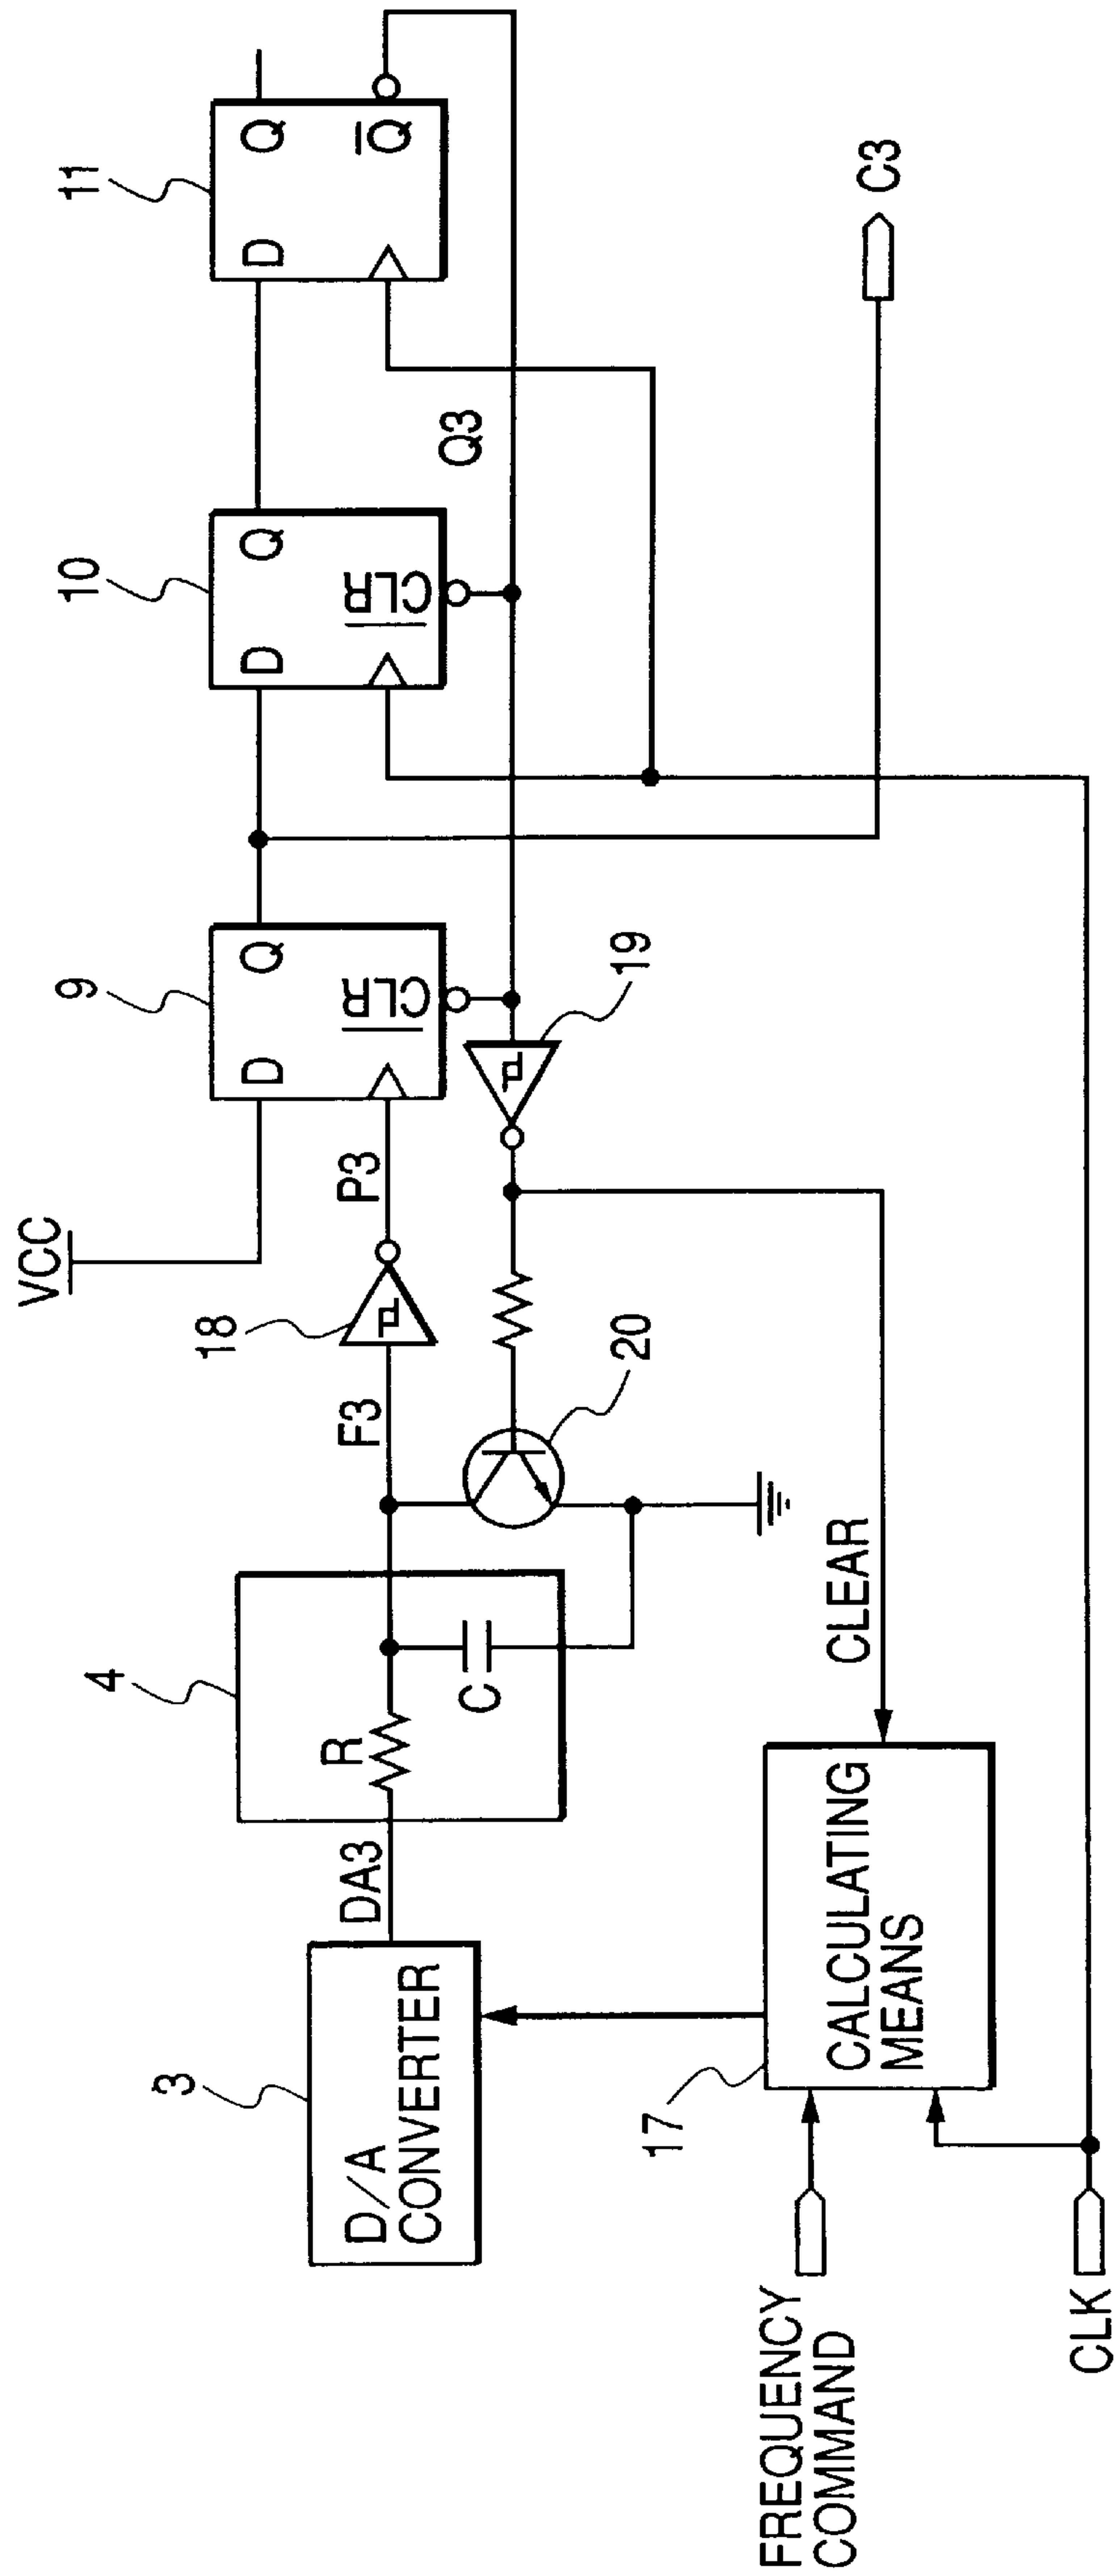 VCC
9
10
11
D
Q
CLR
D
Q
CLR
D
Q
Q
18
P3
19
Q3
4
R
C
F3
20
3
D/A
CONVERTER
DA3
C3
17
CALCULATING
MEANS
CLEAR
FREQUENCY
COMMAND
CLK